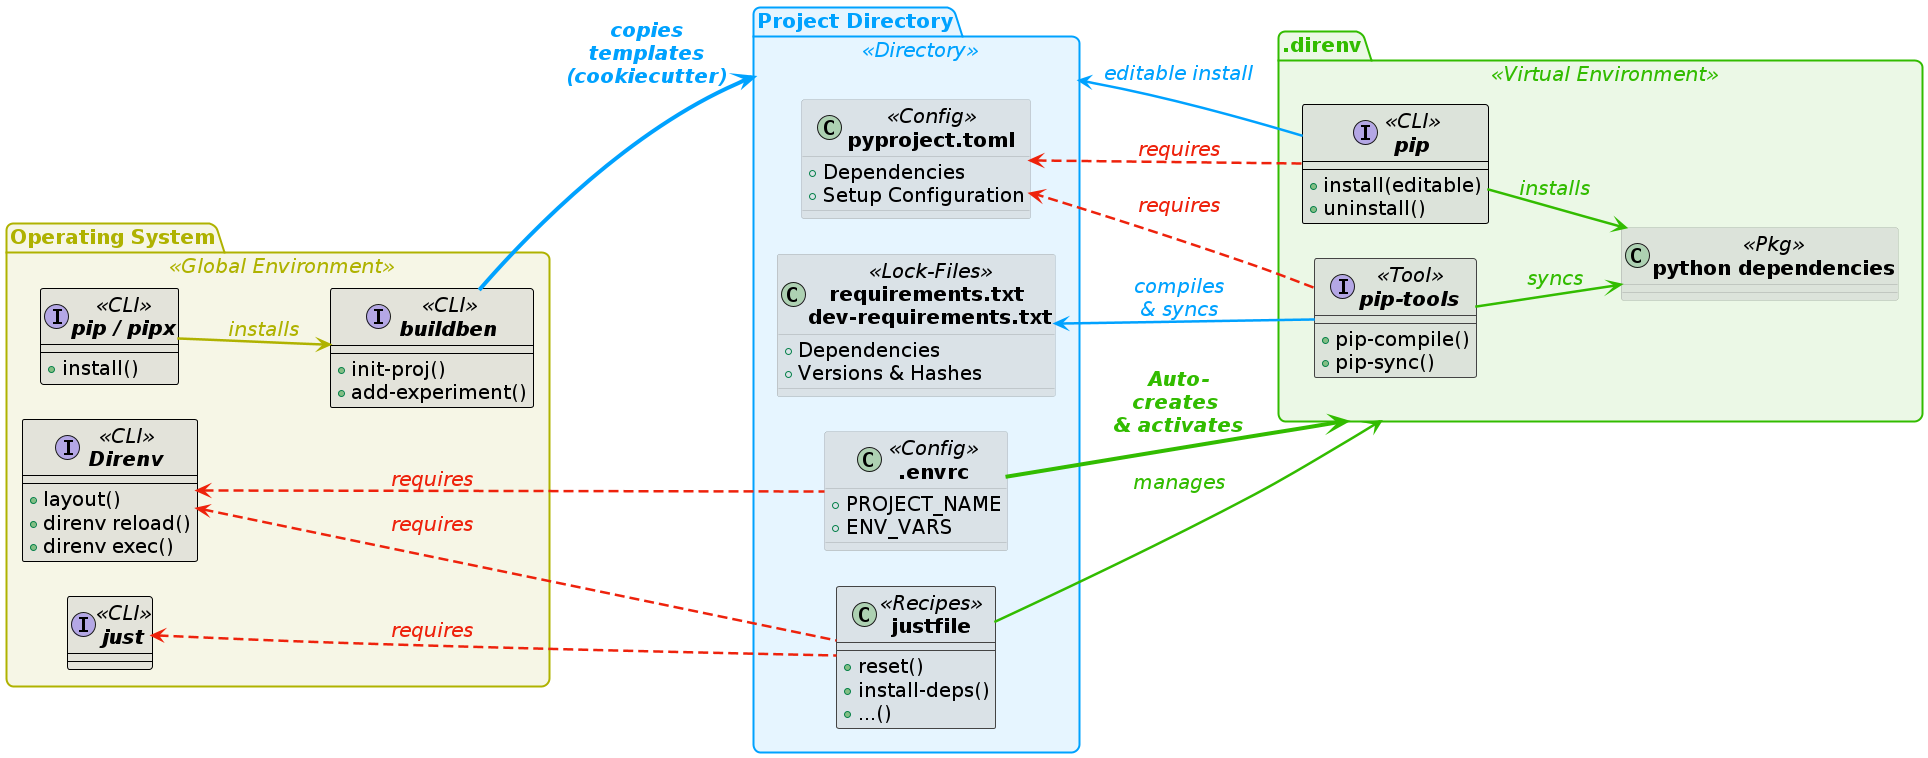 Operating System
«Global Environment»
I
«CLI»
pip / pipx
install()
installs
I
«CLI»
buildben
init-proj()
add-experiment()
I
«CLI»
Direnv
layout()
direnv reload()
direnv exec()
I
«CLI»
just
copies
templates
(cookiecutter)
requires
requires
requires
Project Directory
«Directory»
C
«Config»
pyproject.toml
Dependencies
Setup Configuration
C
«Lock-Files»
requirements.txt
dev-requirements.txt
Dependencies
Versions & Hashes
C
«Config»
.envrc
PROJECT_NAME
ENV_VARS
C
«Recipes»
justfile
reset()
install-deps()
...()
editable install
requires
requires
compiles
& syncs
Auto-
creates
& activates
manages
.direnv
«Virtual Environment»
I
«CLI»
pip
install(editable)
uninstall()
installs
I
«Tool»
pip-tools
pip-compile()
pip-sync()
syncs
C
«Pkg»
python dependencies